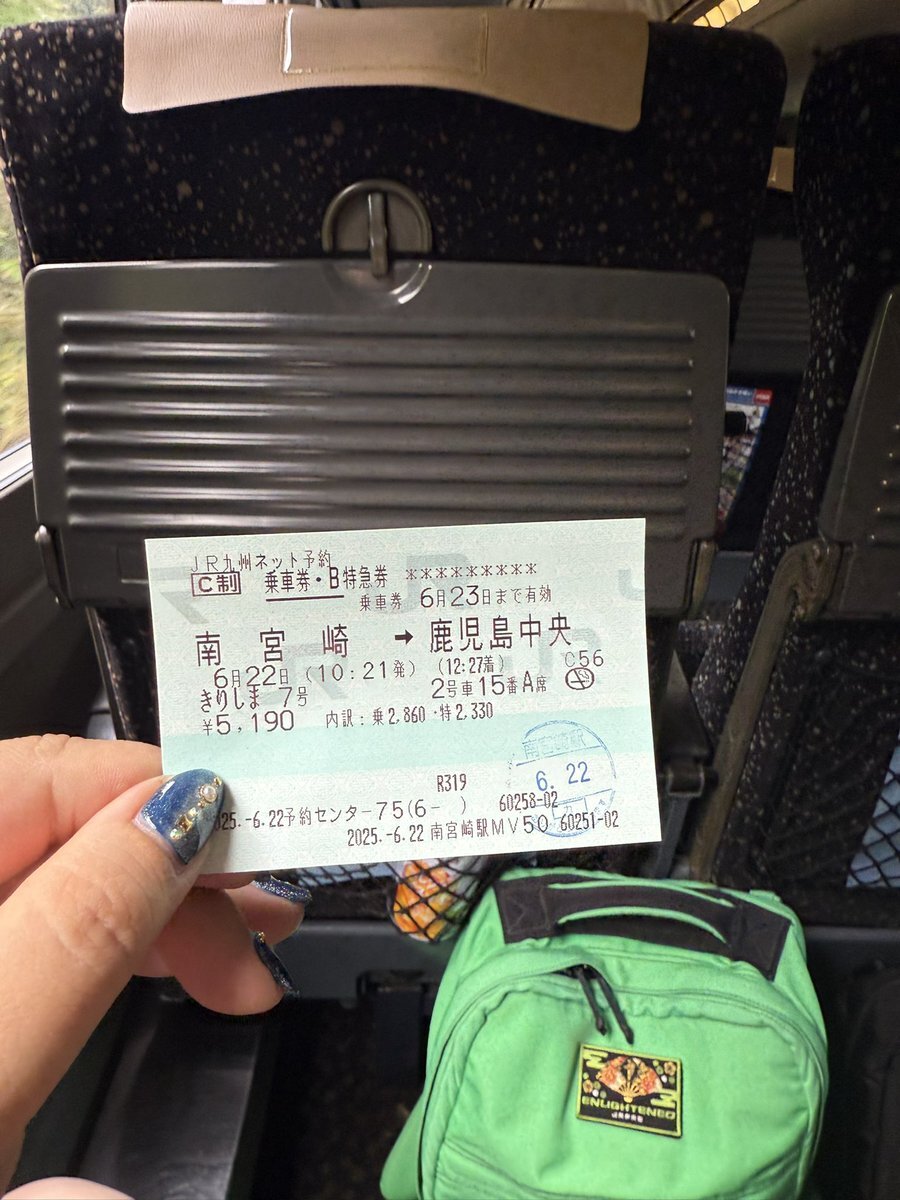 JR九州ネット予約
C制 乗車券・B特急券 *********
乗車券 6月23日まで有効
南宮崎 → 鹿児島中央
6月22日 (10:21発) (12:27着) C56
きりしま 7号 2号車15番A席
¥5,190 内訳:乗2,860・特2,330
南宮崎駅
6.22
R319
025.-6.22予約センター75(6- ) 60258-02
2025.-6.22 南宮崎駅MV50 60251-02
ENLIGHTENED